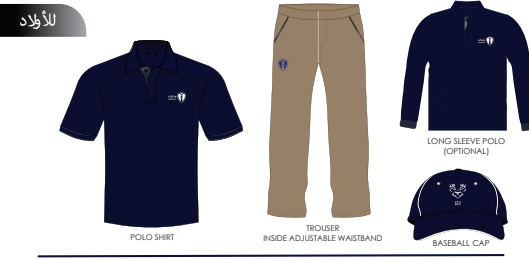 للأولاد
LONG SLEEVE POLO
(OPTIONAL)
POLO SHIRT
TROUSER
INSIDE ADJUSTABLE WAISTBAND
BASEBALL CAP